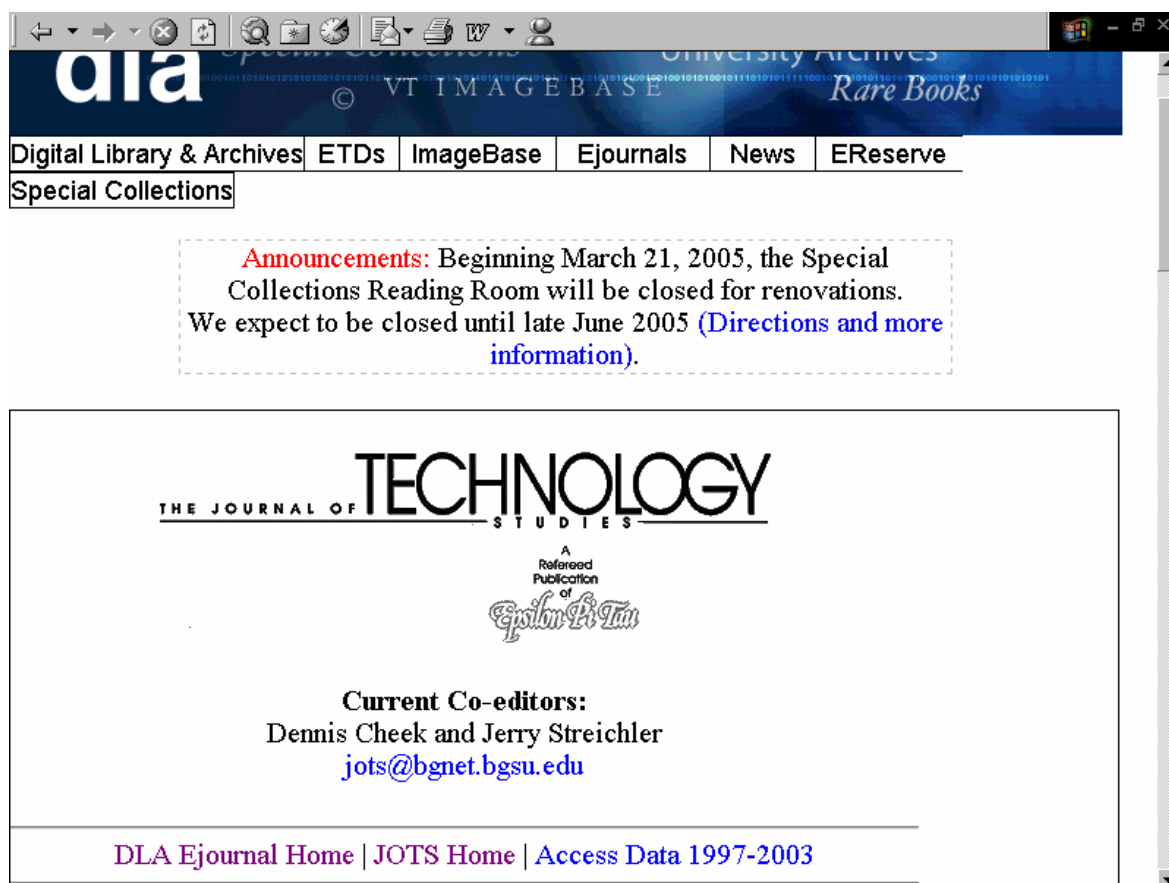 dla Special Collections University Archives
© VT IMAGEBASE Rare Books
Digital Library & Archives ETDs ImageBase Ejournals News EReserve
Special Collections
Announcements: Beginning March 21, 2005, the Special
Collections Reading Room will be closed for renovations.
We expect to be closed until late June 2005 (Directions and more
information).
THE JOURNAL OF TECHNOLOGY
STUDIES
A
Refereed
Publication
of
Epsilon Pi Tau
Current Co-editors:
Dennis Cheek and Jerry Streichler
jots@bgnet.bgsu.edu
DLA Ejournal Home | JOTS Home | Access Data 1997-2003